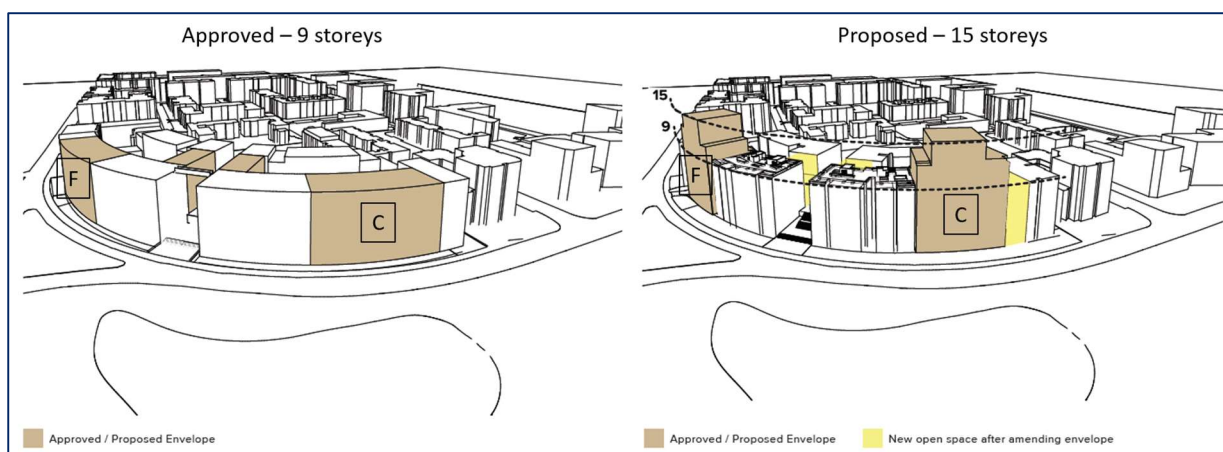 Approved – 9 storeys
F
C
Approved / Proposed Envelope
Proposed – 15 storeys
15
9
F
C
Approved / Proposed Envelope
New open space after amending envelope